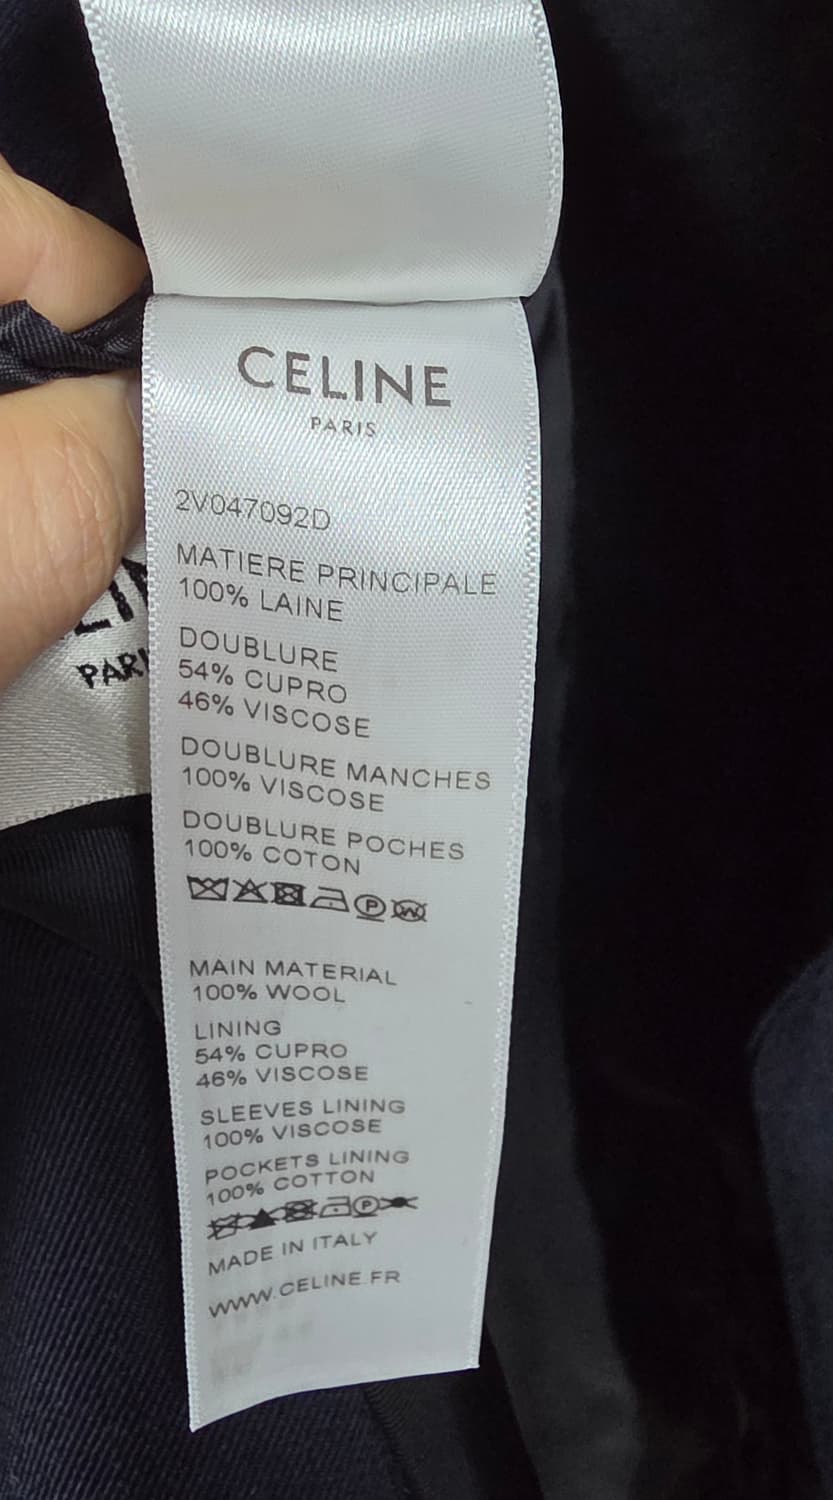 CELINE
PARIS
2V047092D
MATIERE PRINCIPALE
100% LAINE
DOUBLURE
54% CUPRO
46% VISCOSE
DOUBLURE MANCHES
100% VISCOSE
DOUBLURE POCHES
100% COTON
P W
MAIN MATERIAL
100% WOOL
LINING
54% CUPRO
46% VISCOSE
SLEEVES LINING
100% VISCOSE
POCKETS LINING
100% COTTON
P
MADE IN ITALY
WWW.CELINE.FR